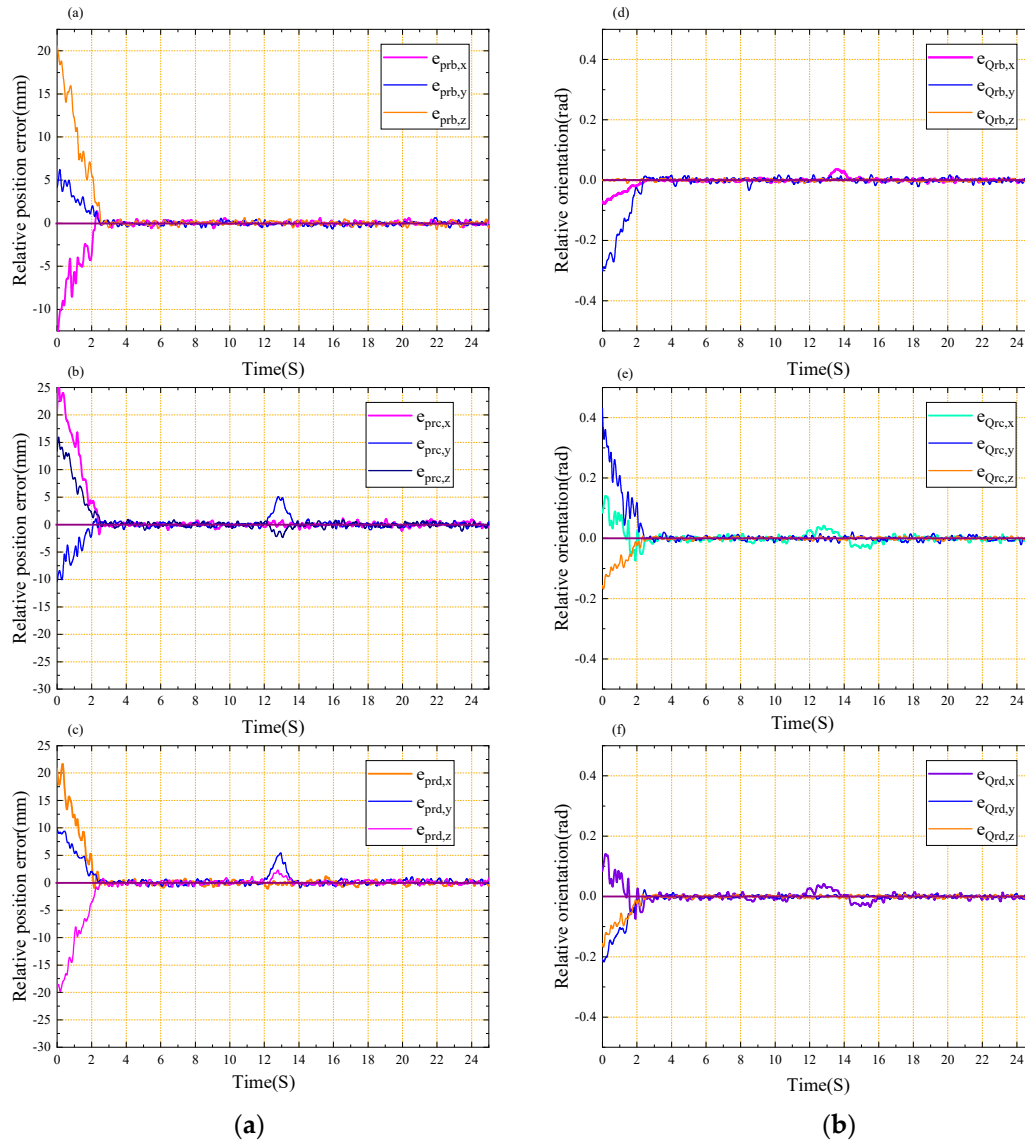 (a)
Relative position error(mm)
20
15
10
5
0
-5
-10
e_prb,x
e_prb,y
e_prb,z
0 2 4 6 8 10 12 14 16 18 20 22 24
Time(S)
(b)
Relative position error(mm)
25
20
15
10
5
0
-5
-10
-15
-20
-25
-30
e_prc,x
e_prc,y
e_prc,z
0 2 4 6 8 10 12 14 16 18 20 22 24
Time(S)
(c)
Relative position error(mm)
25
20
15
10
5
0
-5
-10
-15
-20
-25
-30
e_prd,x
e_prd,y
e_prd,z
0 2 4 6 8 10 12 14 16 18 20 22 24
Time(S)
(a)
(d)
Relative orientation(rad)
0.4
0.2
0.0
-0.2
-0.4
e_Qrb,x
e_Qrb,y
e_Qrb,z
0 2 4 6 8 10 12 14 16 18 20 22 24
Time(S)
(e)
Relative orientation(rad)
0.4
0.2
0.0
-0.2
-0.4
e_Qrc,x
e_Qrc,y
e_Qrc,z
0 2 4 6 8 10 12 14 16 18 20 22 24
Time(S)
(f)
Relative orientation(rad)
0.4
0.2
0.0
-0.2
-0.4
e_Qrd,x
e_Qrd,y
e_Qrd,z
0 2 4 6 8 10 12 14 16 18 20 22 24
Time(S)
(b)